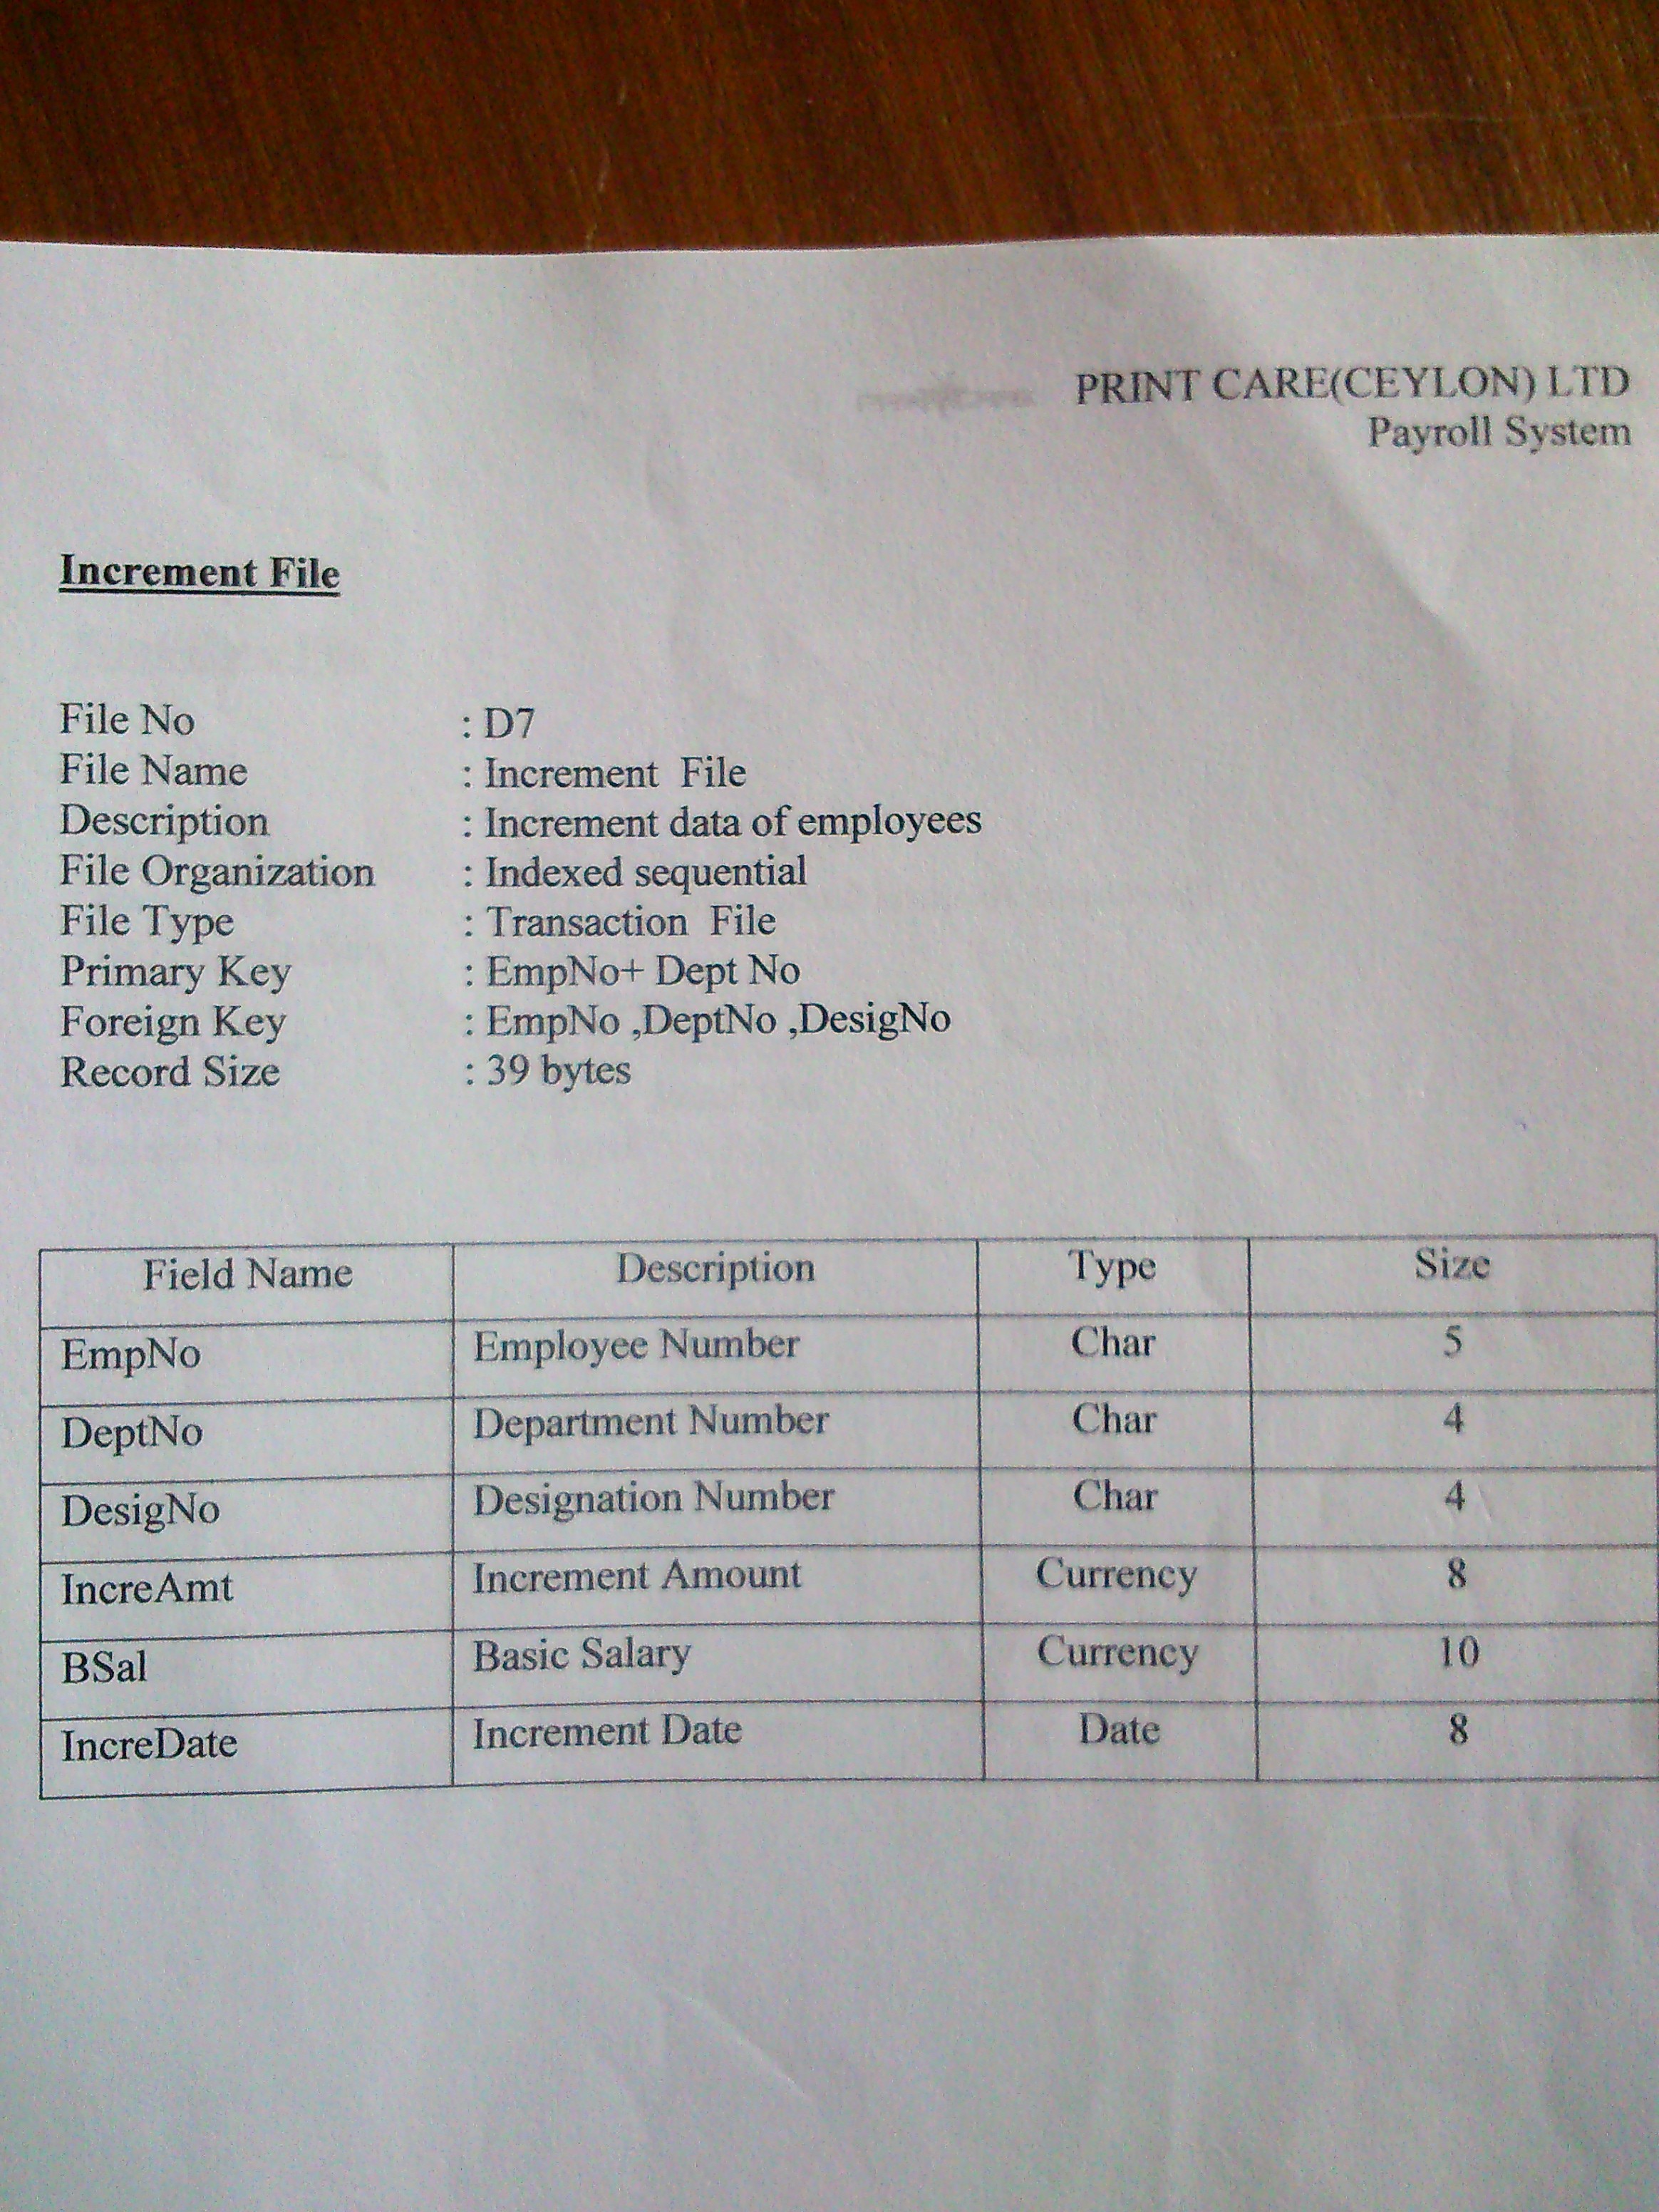 PRINT CARE(CEYLON) LTD
Payroll System
Increment File
File No : D7
File Name : Increment File
Description : Increment data of employees
File Organization : Indexed sequential
File Type : Transaction File
Primary Key : EmpNo+ Dept No
Foreign Key : EmpNo ,DeptNo ,DesigNo
Record Size : 39 bytes
Field Name Description Type Size
EmpNo Employee Number Char 5
DeptNo Department Number Char 4
DesigNo Designation Number Char 4
IncreAmt Increment Amount Currency 8
BSal Basic Salary Currency 10
IncreDate Increment Date Date 8